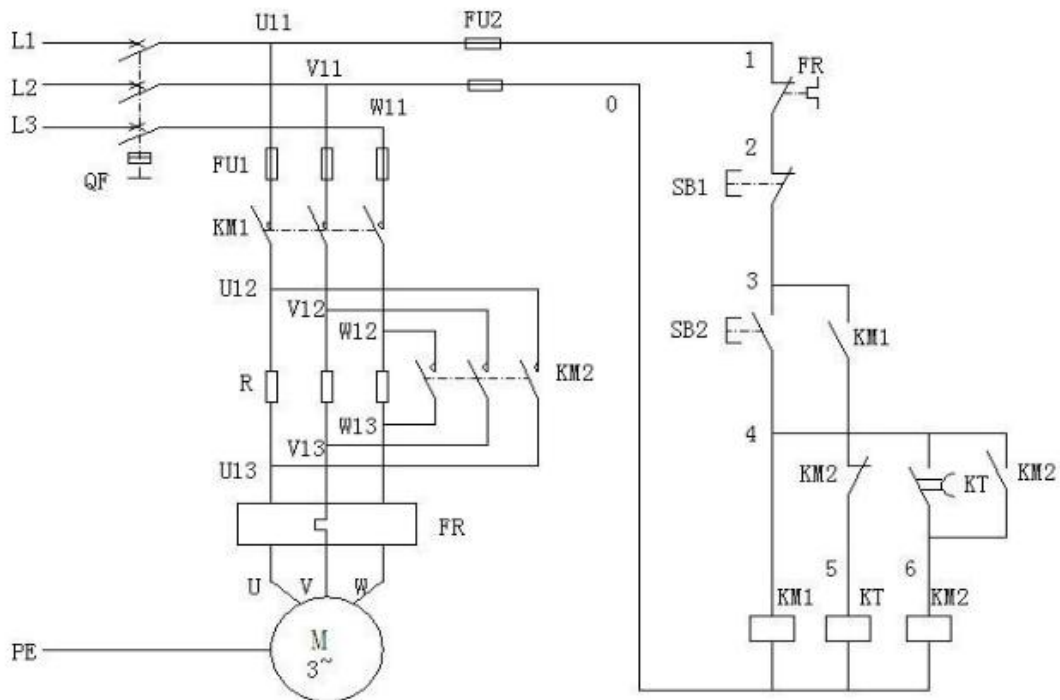 U11
FU2
L1
1
FR
V11
L2
0
W11
L3
2
FU1
QF
SB1
KM1
3
U12
V12
W12
SB2
KM1
R
KM2
W13
4
V13
U13
KM2
KT
KM2
FR
5
6
U
V
W
KM1
KT
KM2
M
3~
PE